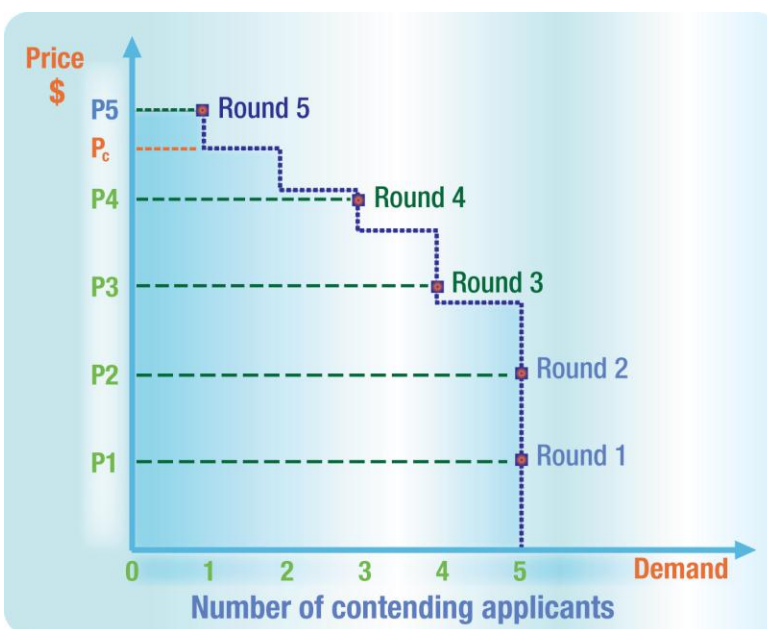 Price
$
P5
Round 5
Pc
P4
Round 4
P3
Round 3
P2
Round 2
P1
Round 1
0 1 2 3 4 5 Demand
Number of contending applicants